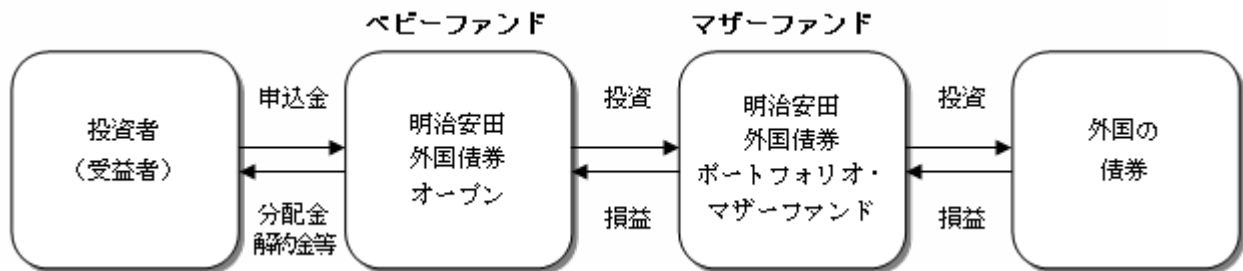 ベビーファンド
マザーファンド
投資者
（受益者）
申込金
分配金
解約金等
明治安田
外国債券
オープン
投資
損益
明治安田
外国債券
ポートフォリオ・
マザーファンド
投資
損益
外国の
債券